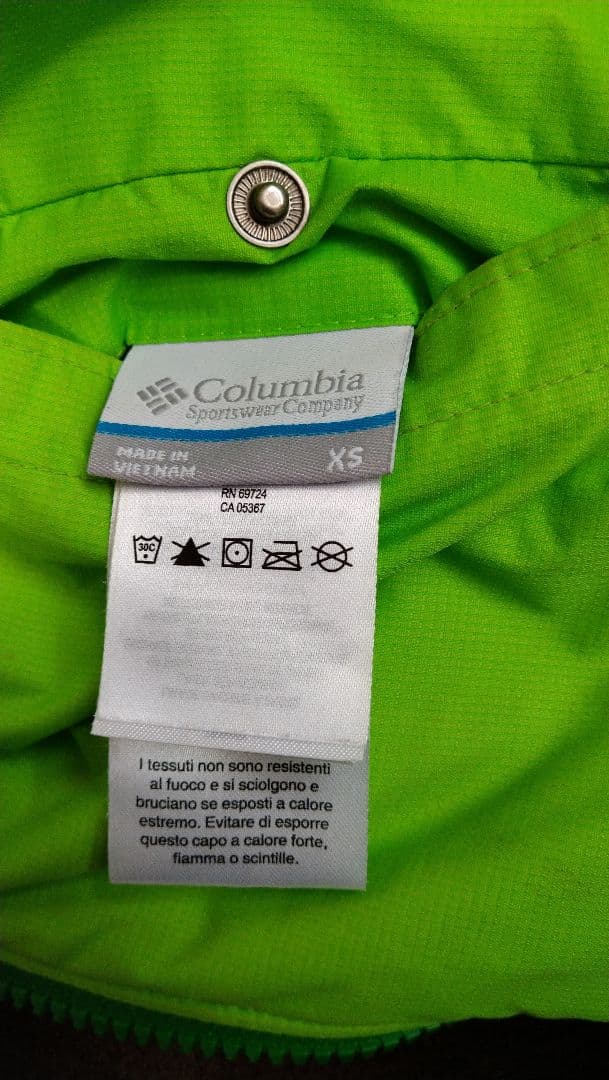 Columbia
Sportswear Company
MADE IN
VIETNAM
XS
RN 69724
CA 05367
30C
I tessuti non sono resistenti
al fuoco e si sciolgono e
bruciano se esposti a calore
estremo. Evitare di esporre
questo capo a calore forte,
fiamma o scintille.